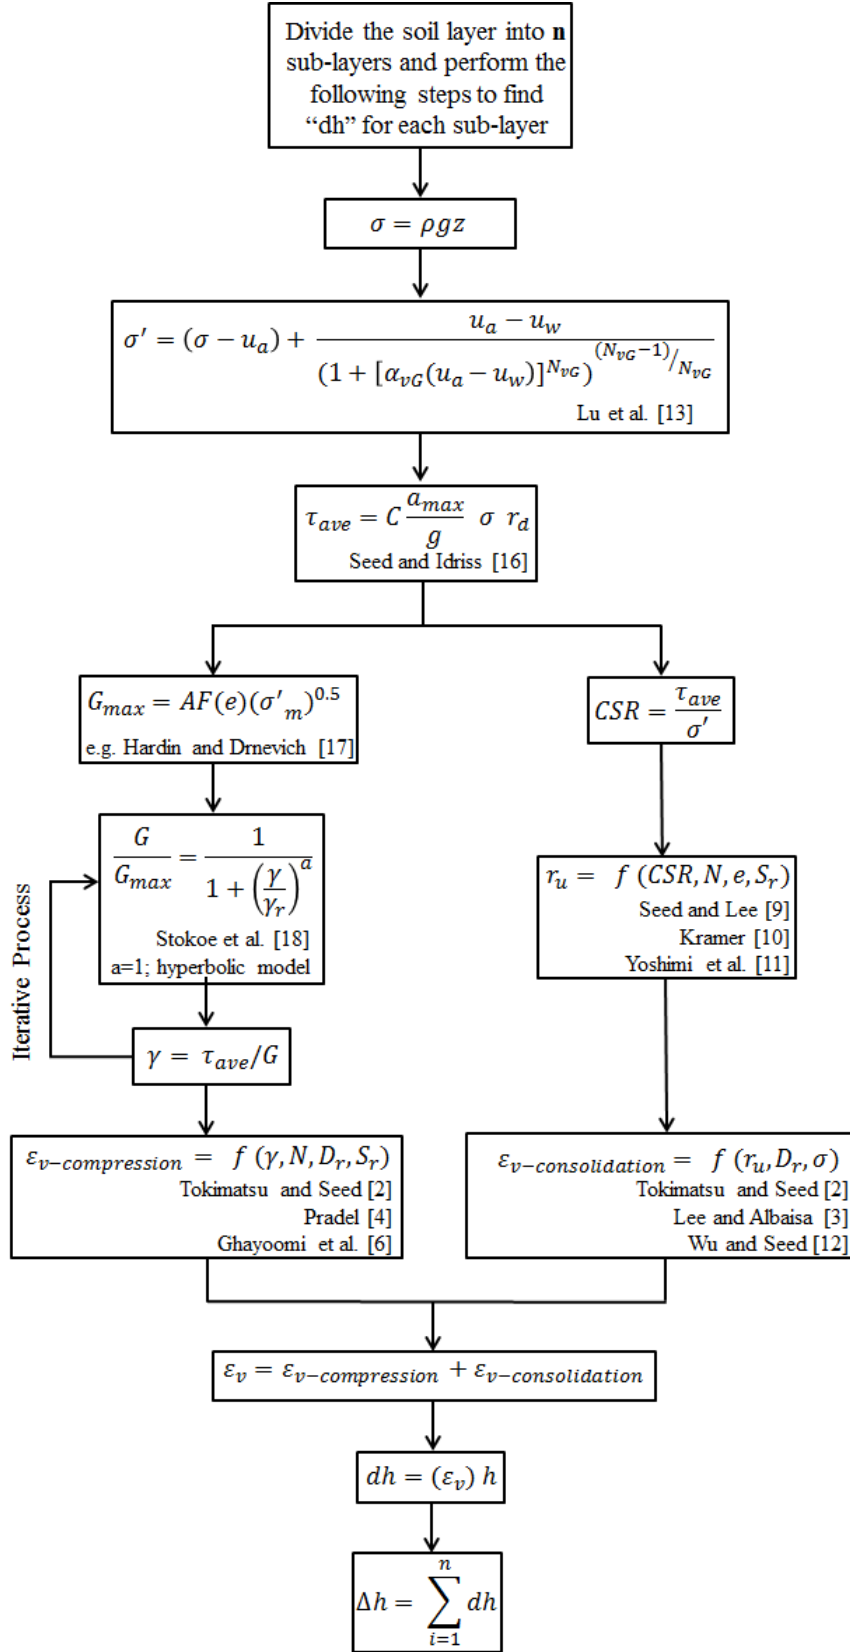 Divide the soil layer into n
sub-layers and perform the
following steps to find
“dh” for each sub-layer
σ = ρgz
σ′ = (σ − u_a) + (u_a − u_w) / (1 + [α_vG(u_a − u_w)]^N_vG)^((N_vG−1)/N_vG)
Lu et al. [13]
τ_ave = C (a_max / g) σ r_d
Seed and Idriss [16]
G_max = AF(e)(σ′_m)^0.5
e.g. Hardin and Drnevich [17]
CSR = τ_ave / σ′
G / G_max = 1 / (1 + (γ / γ_r)^a)
Stokoe et al. [18]
a=1; hyperbolic model
r_u = f (CSR, N, e, S_r)
Seed and Lee [9]
Kramer [10]
Yoshimi et al. [11]
Iterative Process
γ = τ_ave/G
ε_v−compression = f (γ, N, D_r, S_r)
Tokimatsu and Seed [2]
Pradel [4]
Ghayoomi et al. [6]
ε_v−consolidation = f (r_u, D_r, σ)
Tokimatsu and Seed [2]
Lee and Albaisa [3]
Wu and Seed [12]
ε_v = ε_v−compression + ε_v−consolidation
dh = (ε_v) h
Δh = ∑_{i=1}^{n} dh